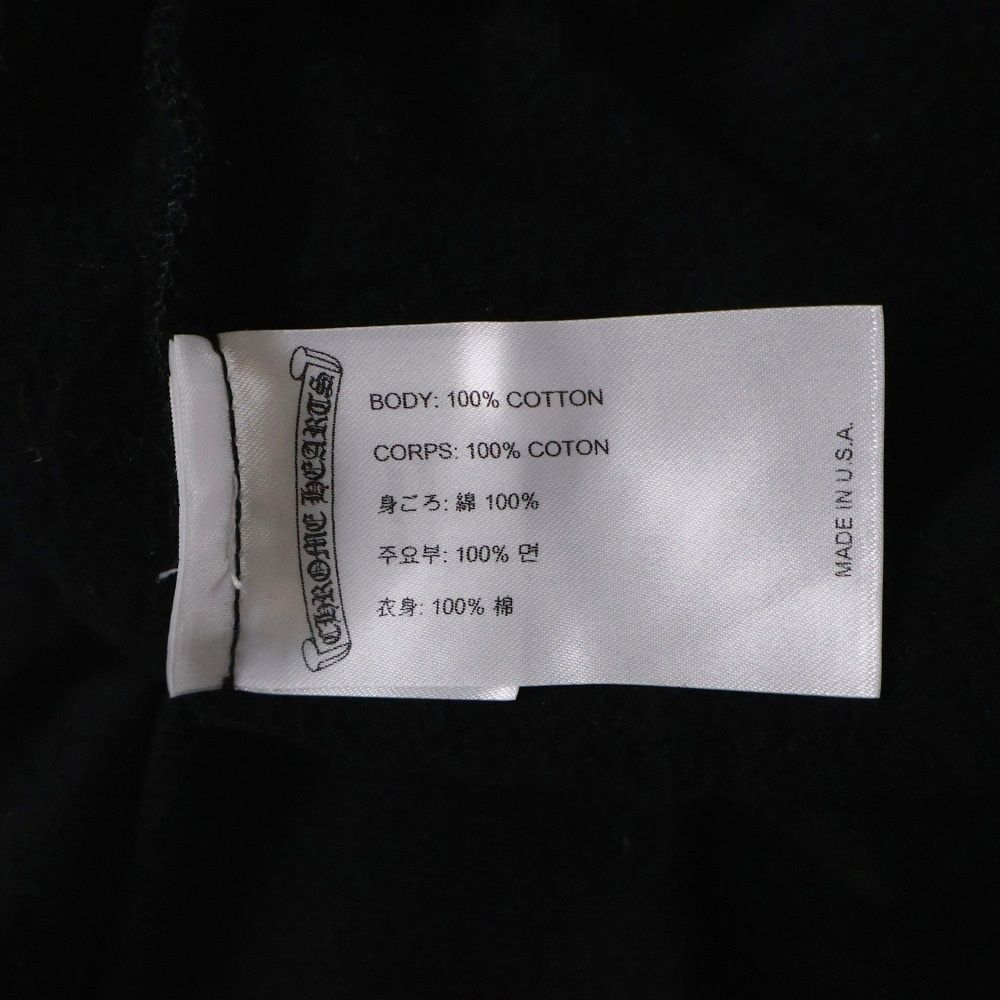 CHROME HEARTS
BODY: 100% COTTON
CORPS: 100% COTON
身ごろ: 綿 100%
주요부: 100% 면
衣身: 100% 棉
MADE IN U.S.A.